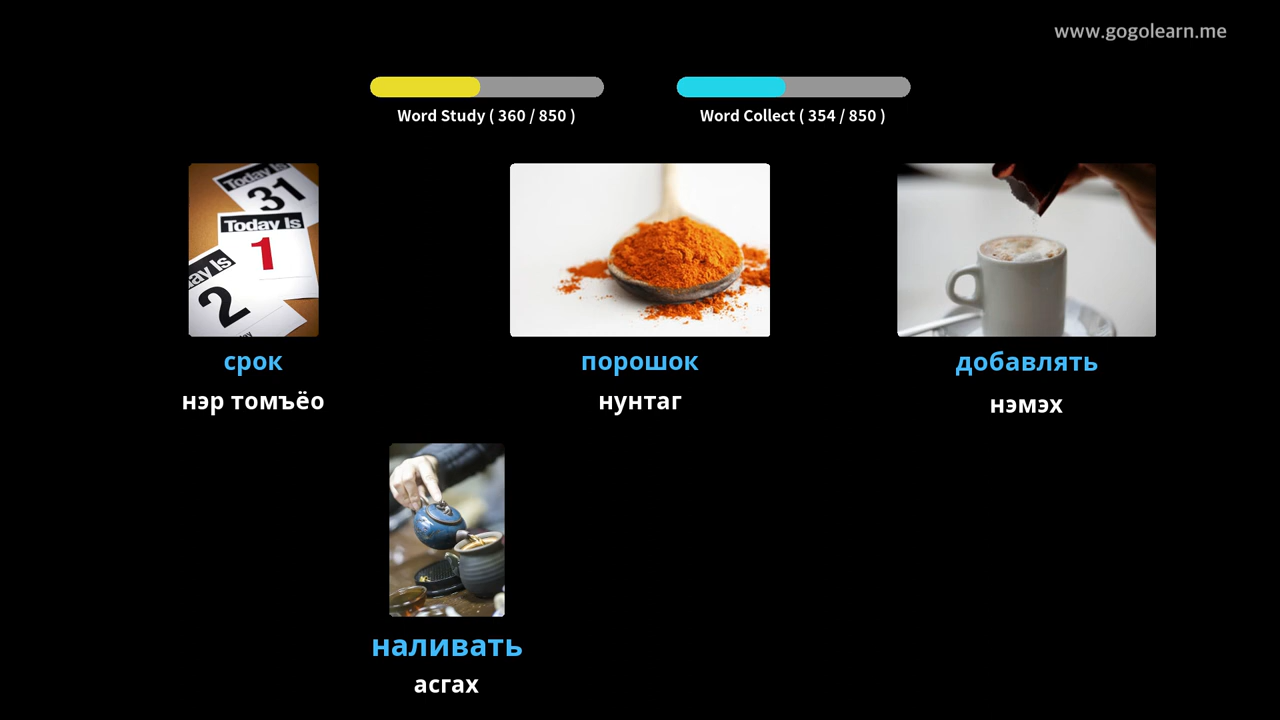 www.gogolearn.me
Word Study ( 360 / 850 )
Word Collect ( 354 / 850 )
Today Is
31
Today Is
1
ay Is
2
срок
порошок
добавлять
нэр томъёо
нунтаг
нэмэх
наливать
асгах